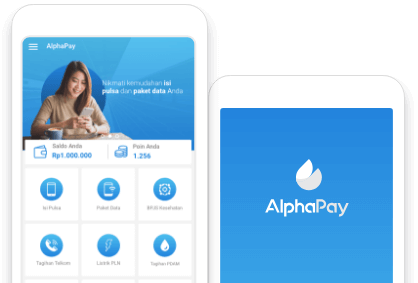 AlphaPay
Nikmati kemudahan isi
pulsa dan paket data Anda
Saldo Anda
Rp1.000.000
Poin Anda
1.256
Isi Pulsa
Paket Data
BPJS Kesehatan
Tagihan Telkom
Listrik PLN
Tagihan PDAM
AlphaPay